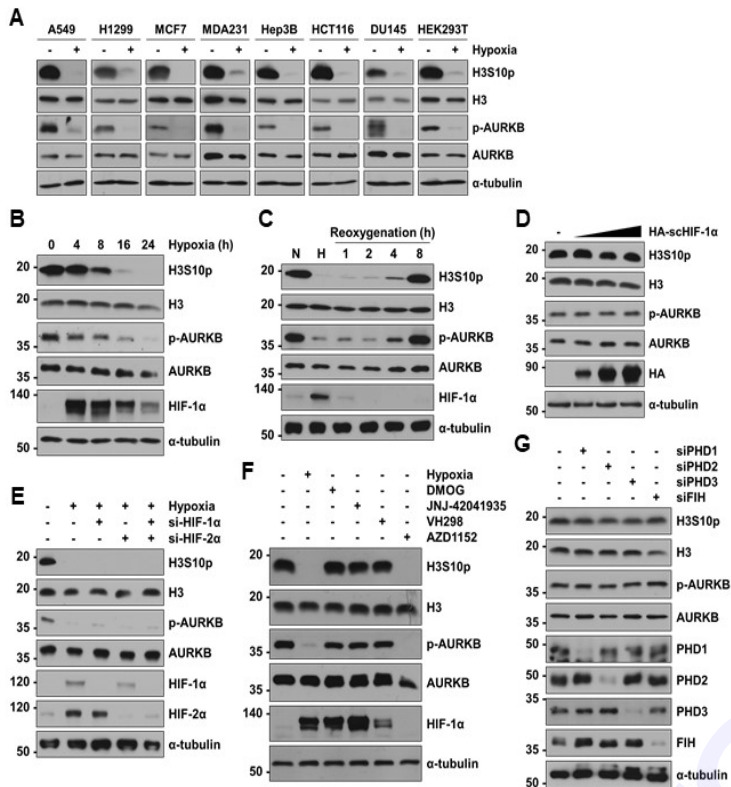 A
A549 H1299 MCF7 MDA231 Hep3B HCT116 DU145 HEK293T
- + - + - + - + - + - + - + - + Hypoxia
H3S10p
H3
p-AURKB
AURKB
α-tubulin
B
0 4 8 16 24 Hypoxia (h)
20 H3S10p
20 H3
35 p-AURKB
35 AURKB
140 HIF-1α
50 α-tubulin
C
Reoxygenation (h)
N H 1 2 4 8
20 H3S10p
20 H3
35 p-AURKB
35 AURKB
140 HIF-1α
50 α-tubulin
D
- HA-scHIF-1α
20 H3S10p
20 H3
35 p-AURKB
35 AURKB
90 HA
50 α-tubulin
E
- + + + + Hypoxia
- - + - + si-HIF-1α
- - - + + si-HIF-2α
20 H3S10p
20 H3
35 p-AURKB
35 AURKB
120 HIF-1α
120 HIF-2α
50 α-tubulin
F
- + - - - - Hypoxia
- - + - - - DMOG
- - - + - - JNJ-42041935
- - - - + - VH298
- - - - - + AZD1152
20 H3S10p
20 H3
35 p-AURKB
35 AURKB
140 HIF-1α
50 α-tubulin
G
- + - - - siPHD1
- - + - - siPHD2
- - - + - siPHD3
- - - - + siFIH
20 H3S10p
20 H3
35 p-AURKB
35 AURKB
50 PHD1
50 PHD2
35 PHD3
35 FIH
50 α-tubulin